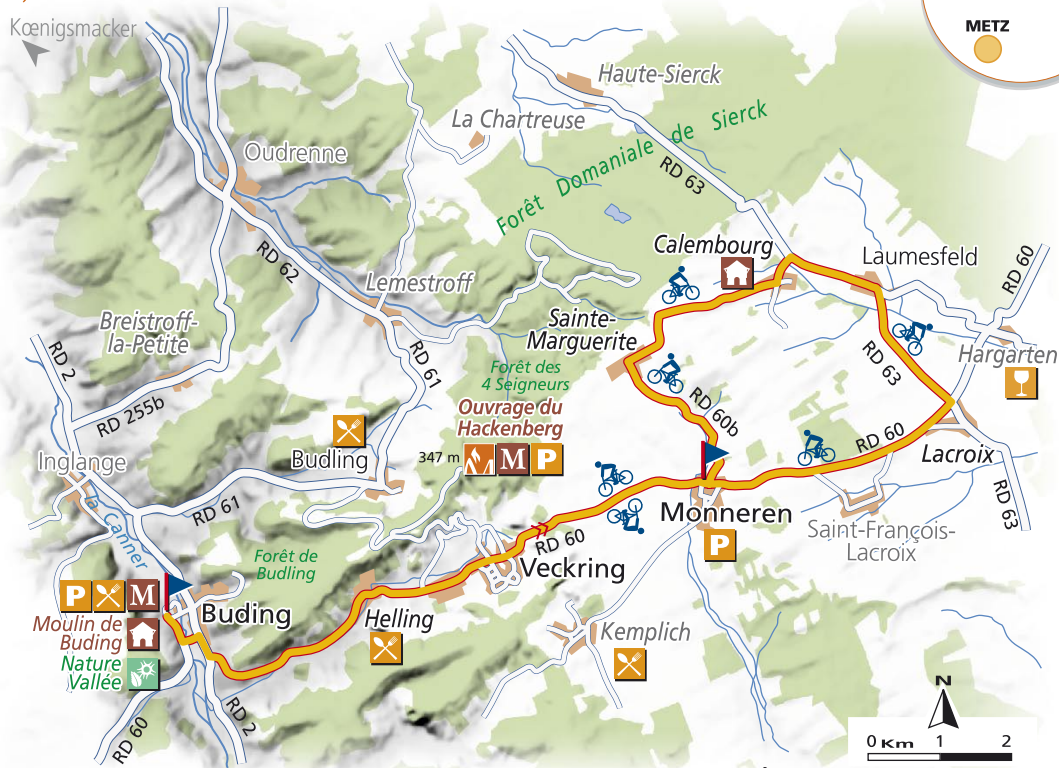 Kœnigsmacker
METZ
Haute-Sierck
La Chartreuse
Forêt Domaniale de Sierck
Oudrenne
RD 63
RD 62
Calembourg
Laumesfeld
RD 60
Lemestroff
Sainte-
Marguerite
Breistroff-
la-Petite
RD 2
RD 61
Forêt des
4 Seigneurs
RD 63
Hargarten
RD 255b
Ouvrage du
Hackenberg
RD 60b
347 m
M
P
Budling
RD 60
Lacroix
Inglange
la Canner
RD 61
Monneren
P
RD 63
Saint-François-
Lacroix
RD 60
Veckring
Forêt de
Budling
P
M
Buding
Moulin de
Buding
Helling
Kemplich
Nature
Vallée
RD 60
RD 2
N
0 Km 1 2